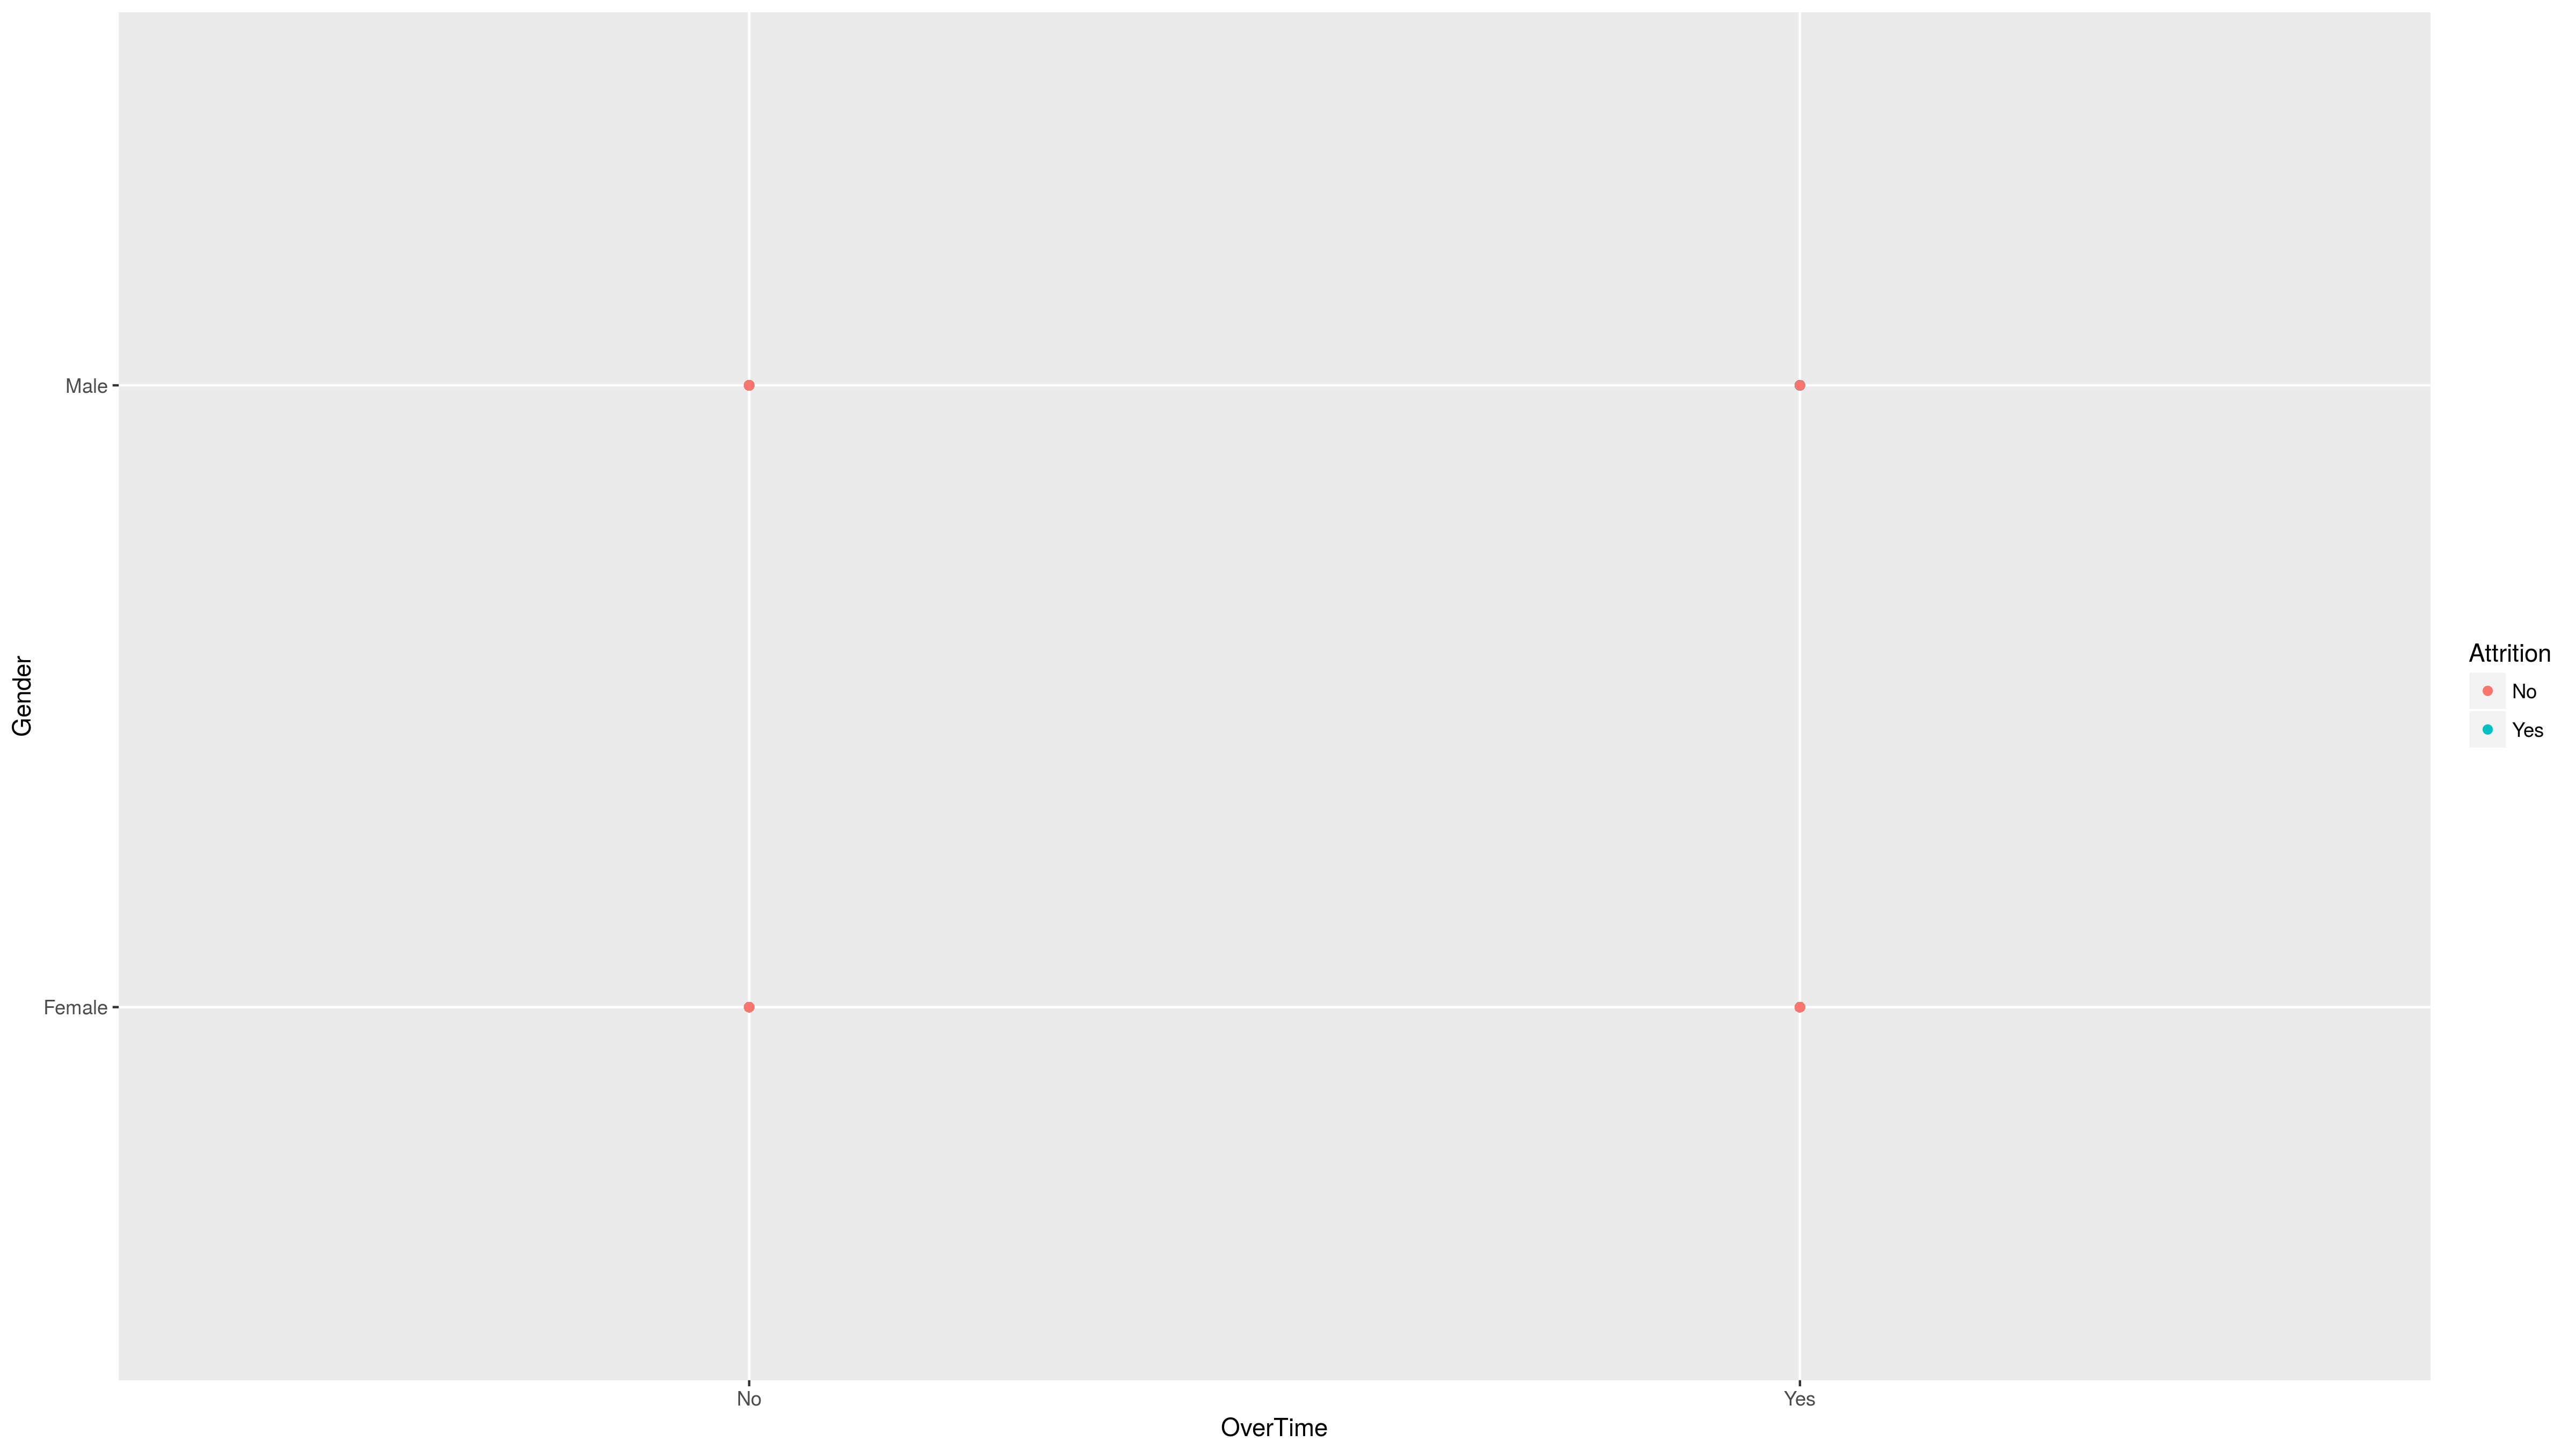 Male
Female
Gender
No
Yes
OverTime
Attrition
No
Yes